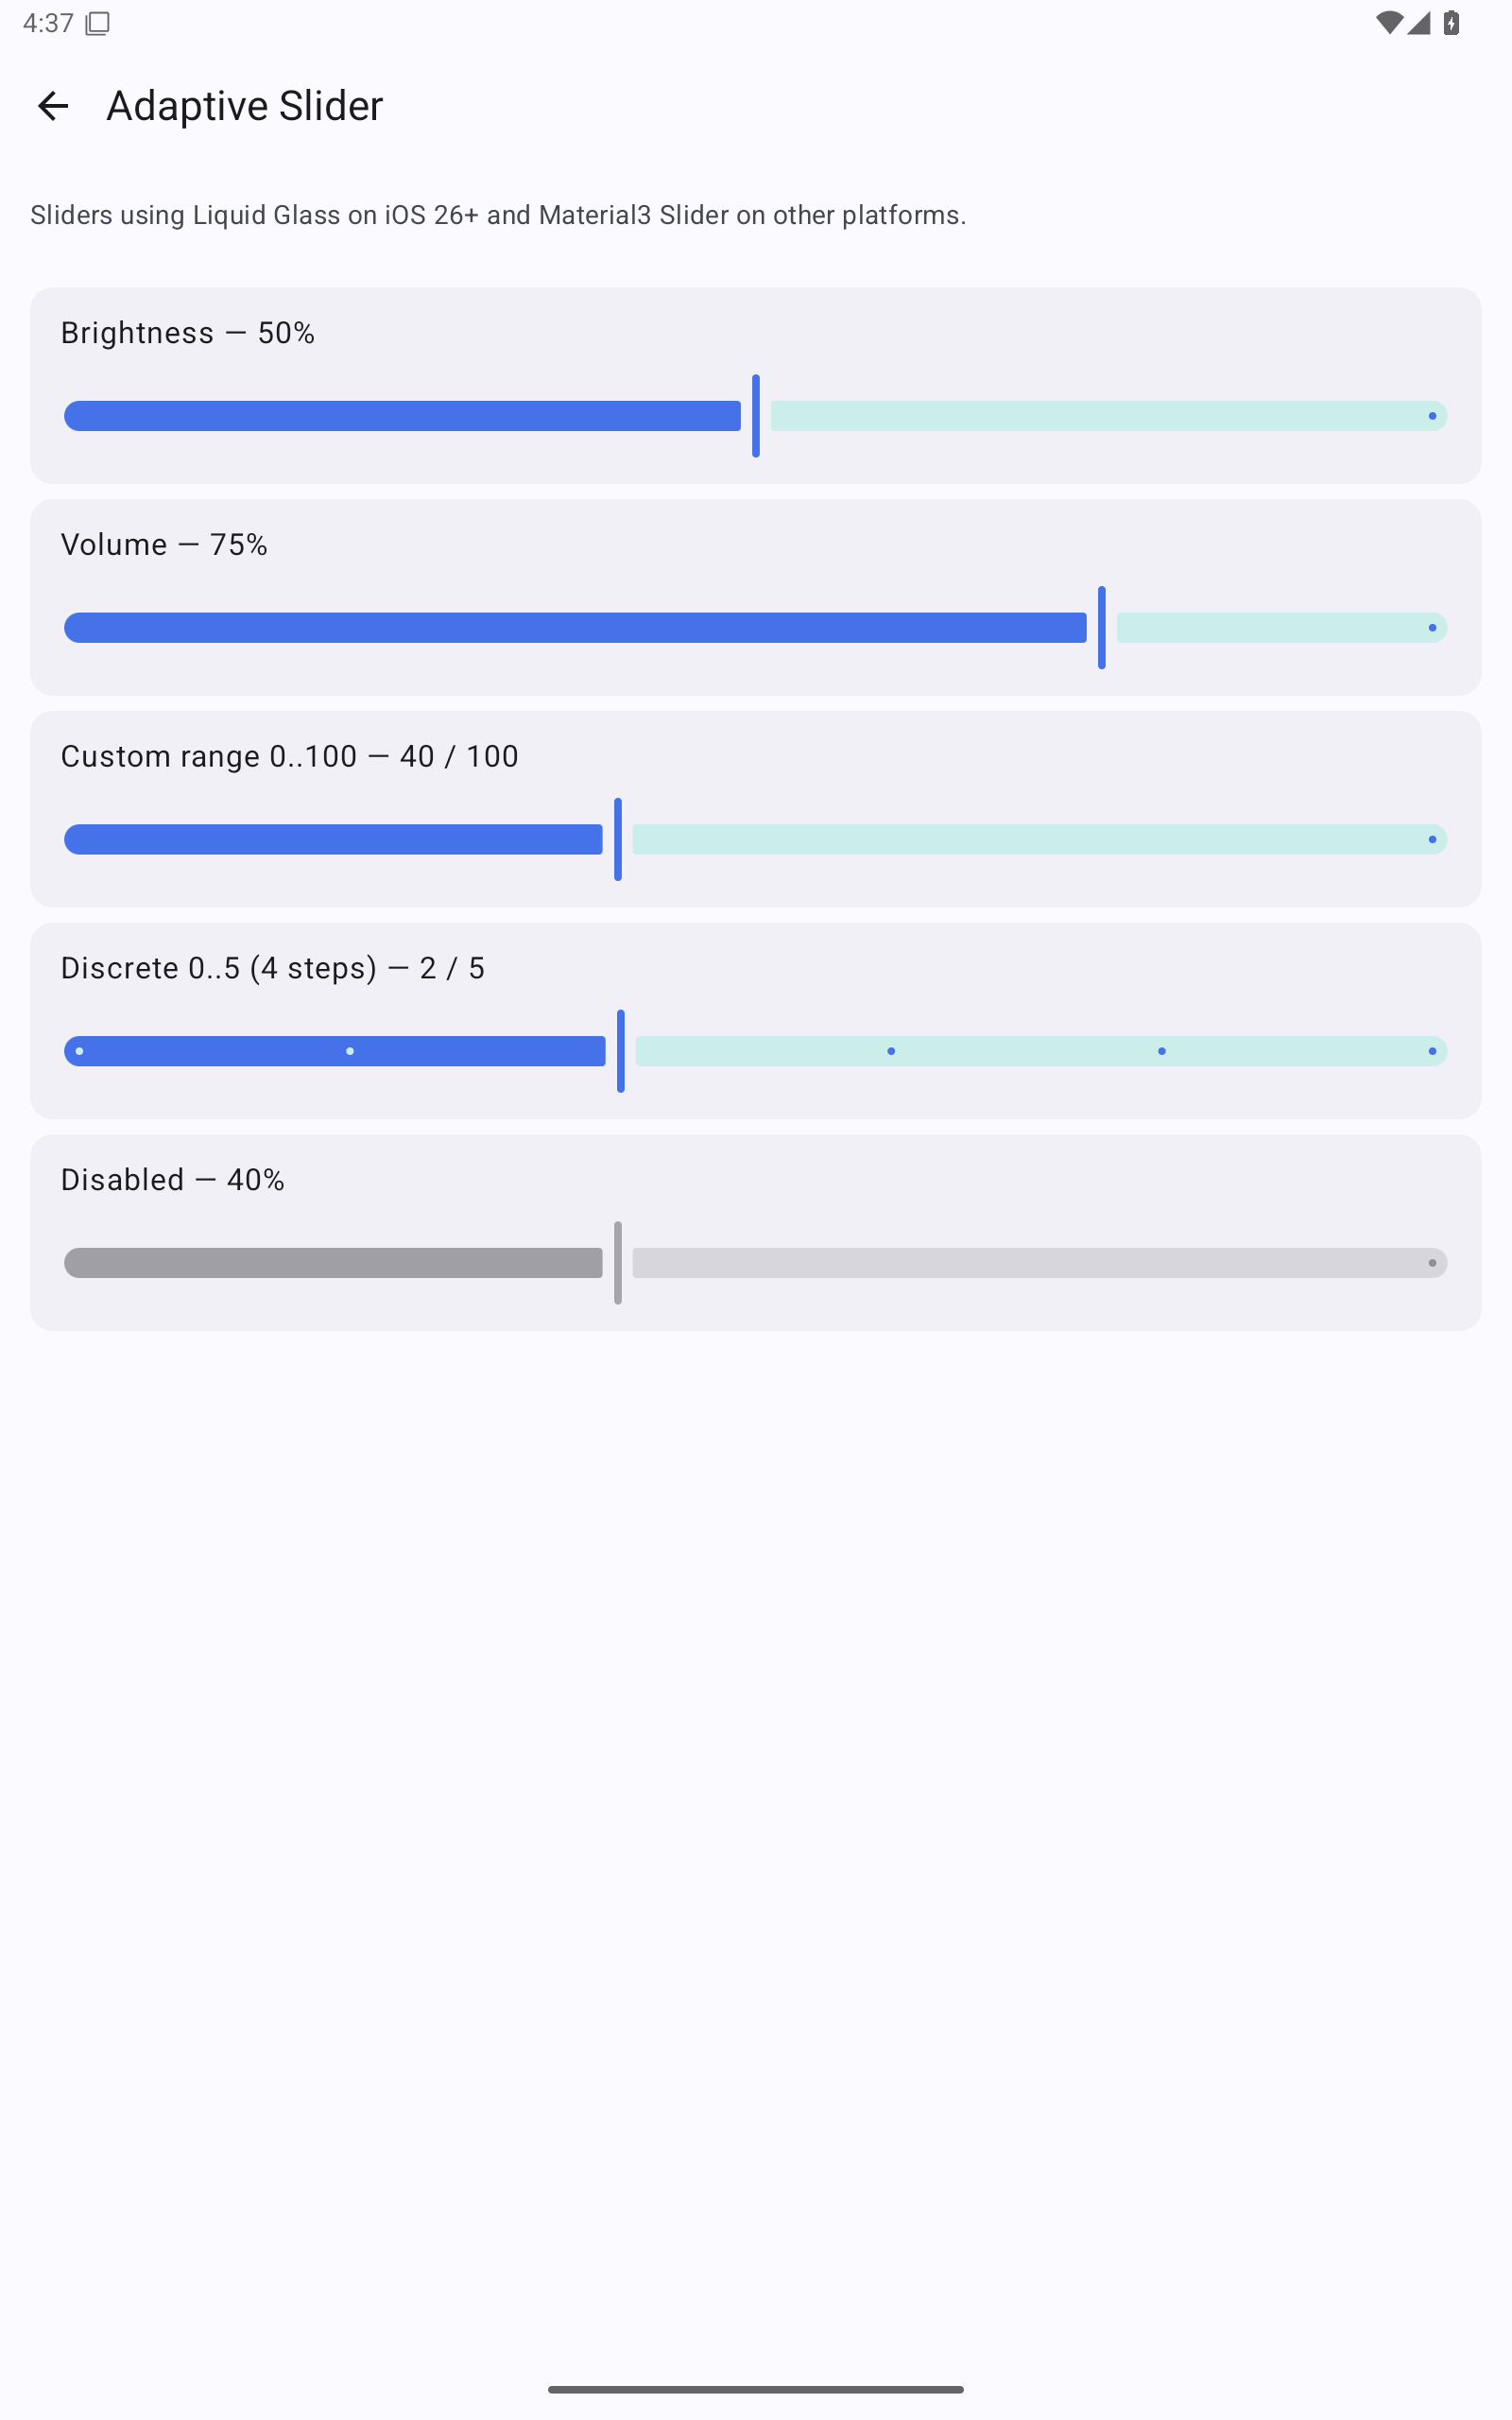 4:37
Adaptive Slider
Sliders using Liquid Glass on iOS 26+ and Material3 Slider on other platforms.
Brightness — 50%
Volume — 75%
Custom range 0..100 — 40 / 100
Discrete 0..5 (4 steps) — 2 / 5
Disabled — 40%